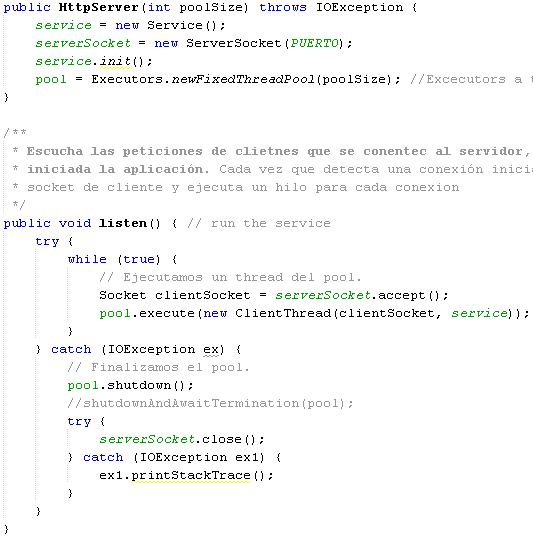 public HttpServer(int poolSize) throws IOException {
    service = new Service();
    serverSocket = new ServerSocket(PUERTO);
    service.init();
    pool = Executors.newFixedThreadPool(poolSize); //Excecutors a
}

/**
 * Escucha las peticiones de clietnes que se conentec al servidor,
 * iniciada la aplicación. Cada vez que detecta una conexión
 * socket de cliente y ejecuta un hilo para cada conexion
 */
public void listen() { // run the service
    try {
        while (true) {
            // Ejecutamos un thread del pool.
            Socket clientSocket = serverSocket.accept();
            pool.execute(new ClientThread(clientSocket, service));
        }
    } catch (IOException ex) {
        // Finalizamos el pool.
        pool.shutdown();
        //shutdownAndAwaitTermination(pool);
        try {
            serverSocket.close();
        } catch (IOException ex1) {
            ex1.printStackTrace();
        }
    }
}